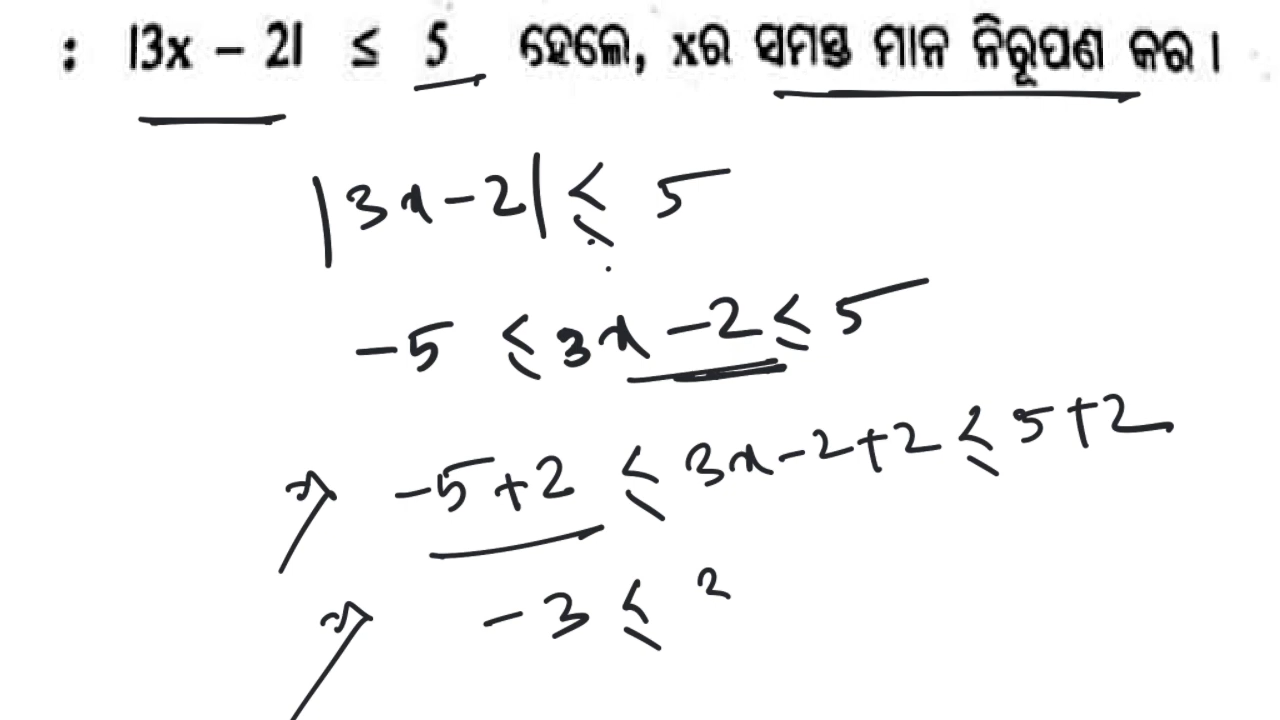 : |3x – 2| ≤ 5 ହେଲେ, xର ସମସ୍ତ ମାନ ନିରୂପଣ କର ।
|3x-2| ≤ 5
-5 ≤ 3x-2 ≤ 5
⇒ -5+2 ≤ 3x-2+2 ≤ 5+2
⇒ -3 ≤